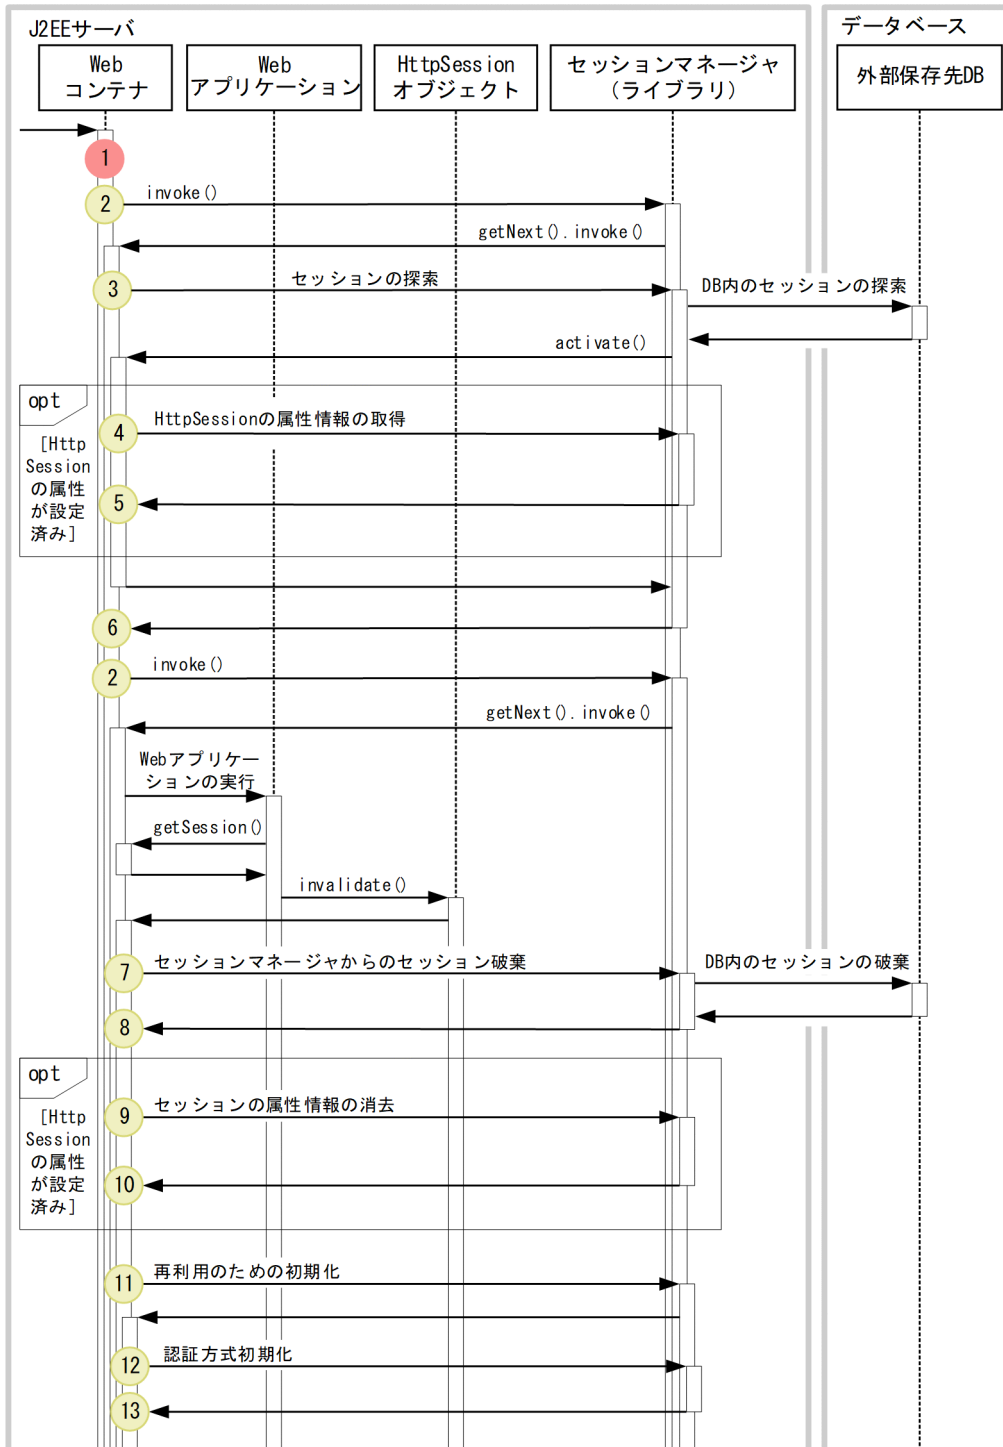 J2EEサーバ
データベース
Web
コンテナ
Web
アプリケーション
HttpSession
オブジェクト
セッションマネージャ
(ライブラリ)
外部保存先DB
1
2
invoke()
getNext().invoke()
3
セッションの探索
DB内のセッションの探索
activate()
opt
[Http
Session
の属性
が設定
済み]
4
HttpSessionの属性情報の取得
5
6
2
invoke()
getNext().invoke()
Webアプリケー
ションの実行
getSession()
invalidate()
7
セッションマネージャからのセッション破棄
DB内のセッションの破棄
8
opt
[Http
Session
の属性
が設定
済み]
9
セッションの属性情報の消去
10
11
再利用のための初期化
12
認証方式初期化
13